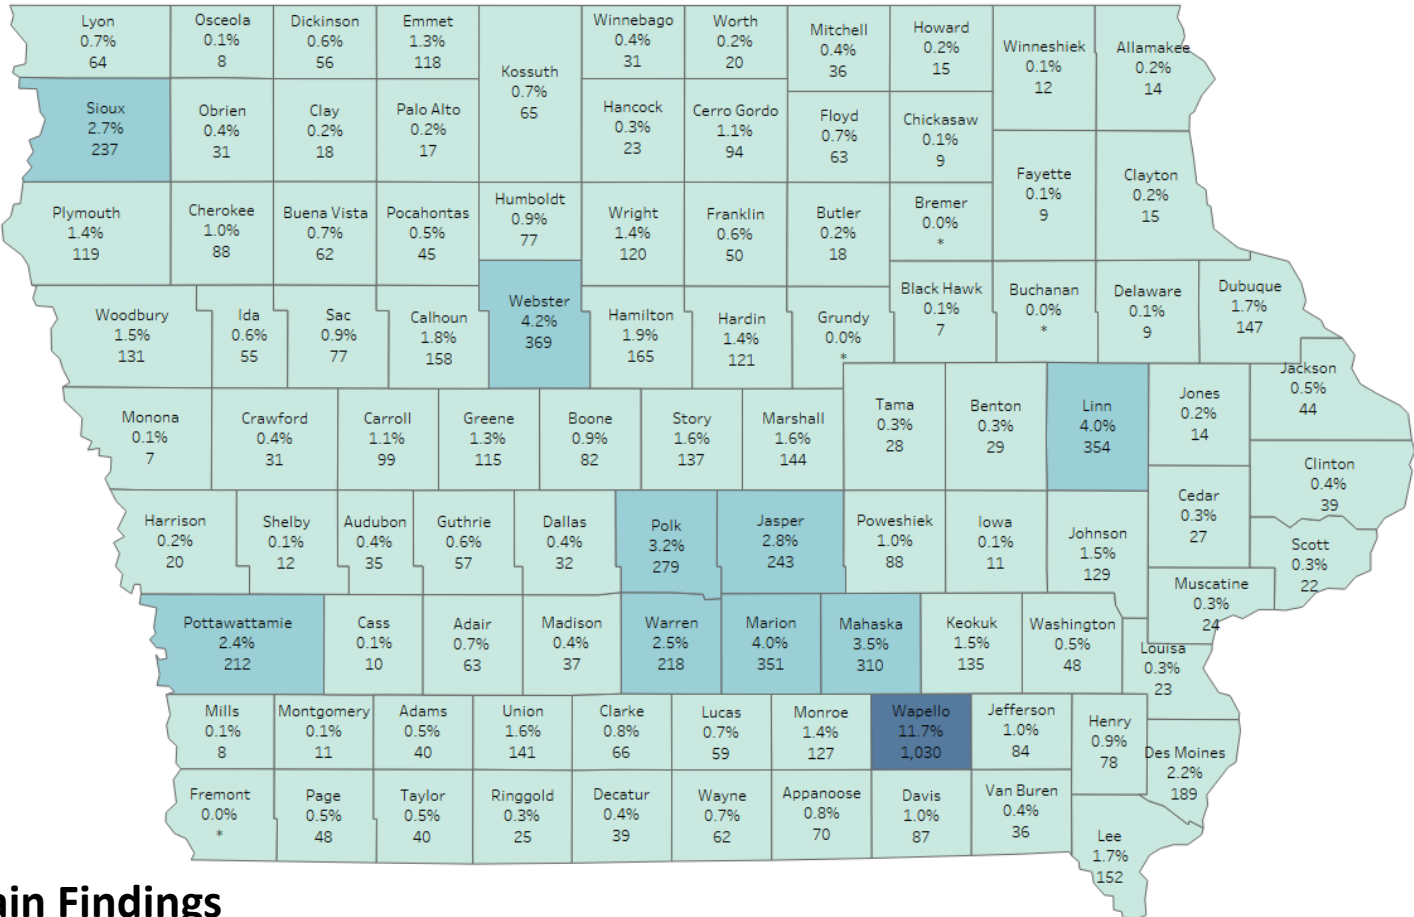 Lyon
0.7%
64
Osceola
0.1%
8
Dickinson
0.6%
56
Emmet
1.3%
118
Kossuth
0.7%
65
Winnebago
0.4%
31
Worth
0.2%
20
Mitchell
0.4%
36
Howard
0.2%
15
Winneshiek
0.1%
12
Allamakee
0.2%
14
Sioux
2.7%
237
Obrien
0.4%
31
Clay
0.2%
18
Palo Alto
0.2%
17
Hancock
0.3%
23
Cerro Gordo
1.1%
94
Floyd
0.7%
63
Chickasaw
0.1%
9
Fayette
0.1%
9
Clayton
0.2%
15
Plymouth
1.4%
119
Cherokee
1.0%
88
Buena Vista
0.7%
62
Pocahontas
0.5%
45
Humboldt
0.9%
77
Wright
1.4%
120
Franklin
0.6%
50
Butler
0.2%
18
Bremer
0.0%
*
Woodbury
1.5%
131
Ida
0.6%
55
Sac
0.9%
77
Calhoun
1.8%
158
Webster
4.2%
369
Hamilton
1.9%
165
Hardin
1.4%
121
Grundy
0.0%
*
Black Hawk
0.1%
7
Buchanan
0.0%
*
Delaware
0.1%
9
Dubuque
1.7%
147
Monona
0.1%
7
Crawford
0.4%
31
Carroll
1.1%
99
Greene
1.3%
115
Boone
0.9%
82
Story
1.6%
137
Marshall
1.6%
144
Tama
0.3%
28
Benton
0.3%
29
Linn
4.0%
354
Jones
0.2%
14
Jackson
0.5%
44
Clinton
0.4%
39
Harrison
0.2%
20
Shelby
0.1%
12
Audubon
0.4%
35
Guthrie
0.6%
57
Dallas
0.4%
32
Polk
3.2%
279
Jasper
2.8%
243
Poweshiek
1.0%
88
Iowa
0.1%
11
Johnson
1.5%
129
Cedar
0.3%
27
Scott
0.3%
22
Muscatine
0.3%
24
Pottawattamie
2.4%
212
Cass
0.1%
10
Adair
0.7%
63
Madison
0.4%
37
Warren
2.5%
218
Marion
4.0%
351
Mahaska
3.5%
310
Keokuk
1.5%
135
Washington
0.5%
48
Louisa
0.3%
23
Mills
0.1%
8
Montgomery
0.1%
11
Adams
0.5%
40
Union
1.6%
141
Clarke
0.8%
66
Lucas
0.7%
59
Monroe
1.4%
127
Wapello
11.7%
1,030
Jefferson
1.0%
84
Henry
0.9%
78
Des Moines
2.2%
189
Fremont
0.0%
*
Page
0.5%
48
Taylor
0.5%
40
Ringgold
0.3%
25
Decatur
0.4%
39
Wayne
0.7%
62
Appanoose
0.8%
70
Davis
1.0%
87
Van Buren
0.4%
36
Lee
1.7%
152
ain Findings